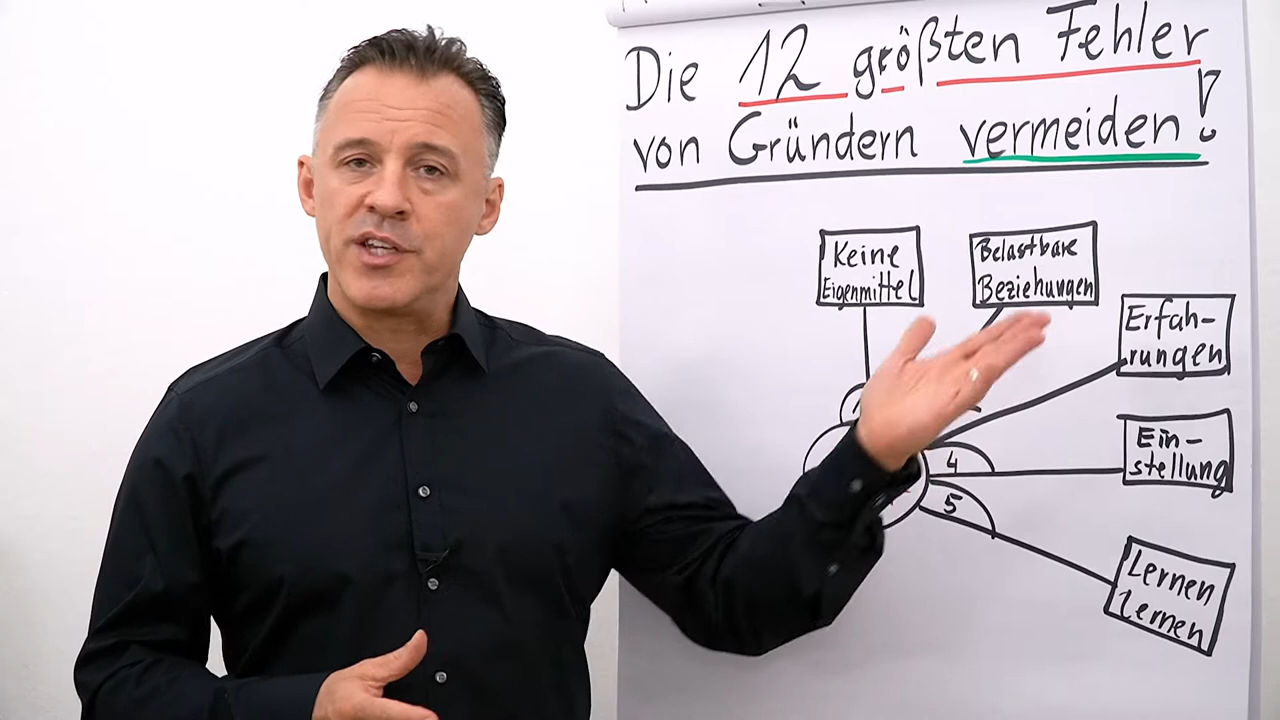 Die 12 größten Fehler
von Gründern vermeiden!
Keine
Eigenmittel
Belastbare
Beziehungen
Erfah-
rungen
Ein-
stellung
4
5
Lernen
Lernen